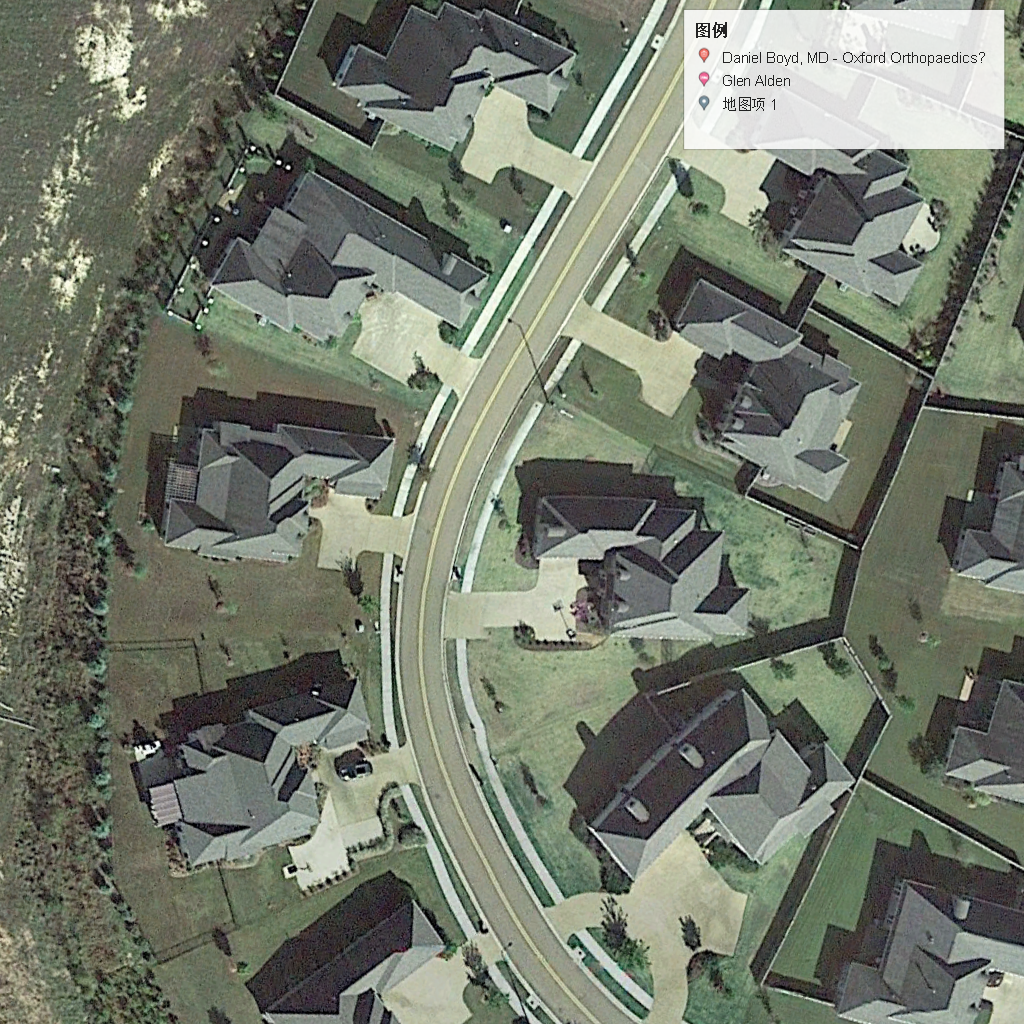 图例
Daniel Boyd, MD - Oxford Orthopaedics?
Glen Alden
地图项 1